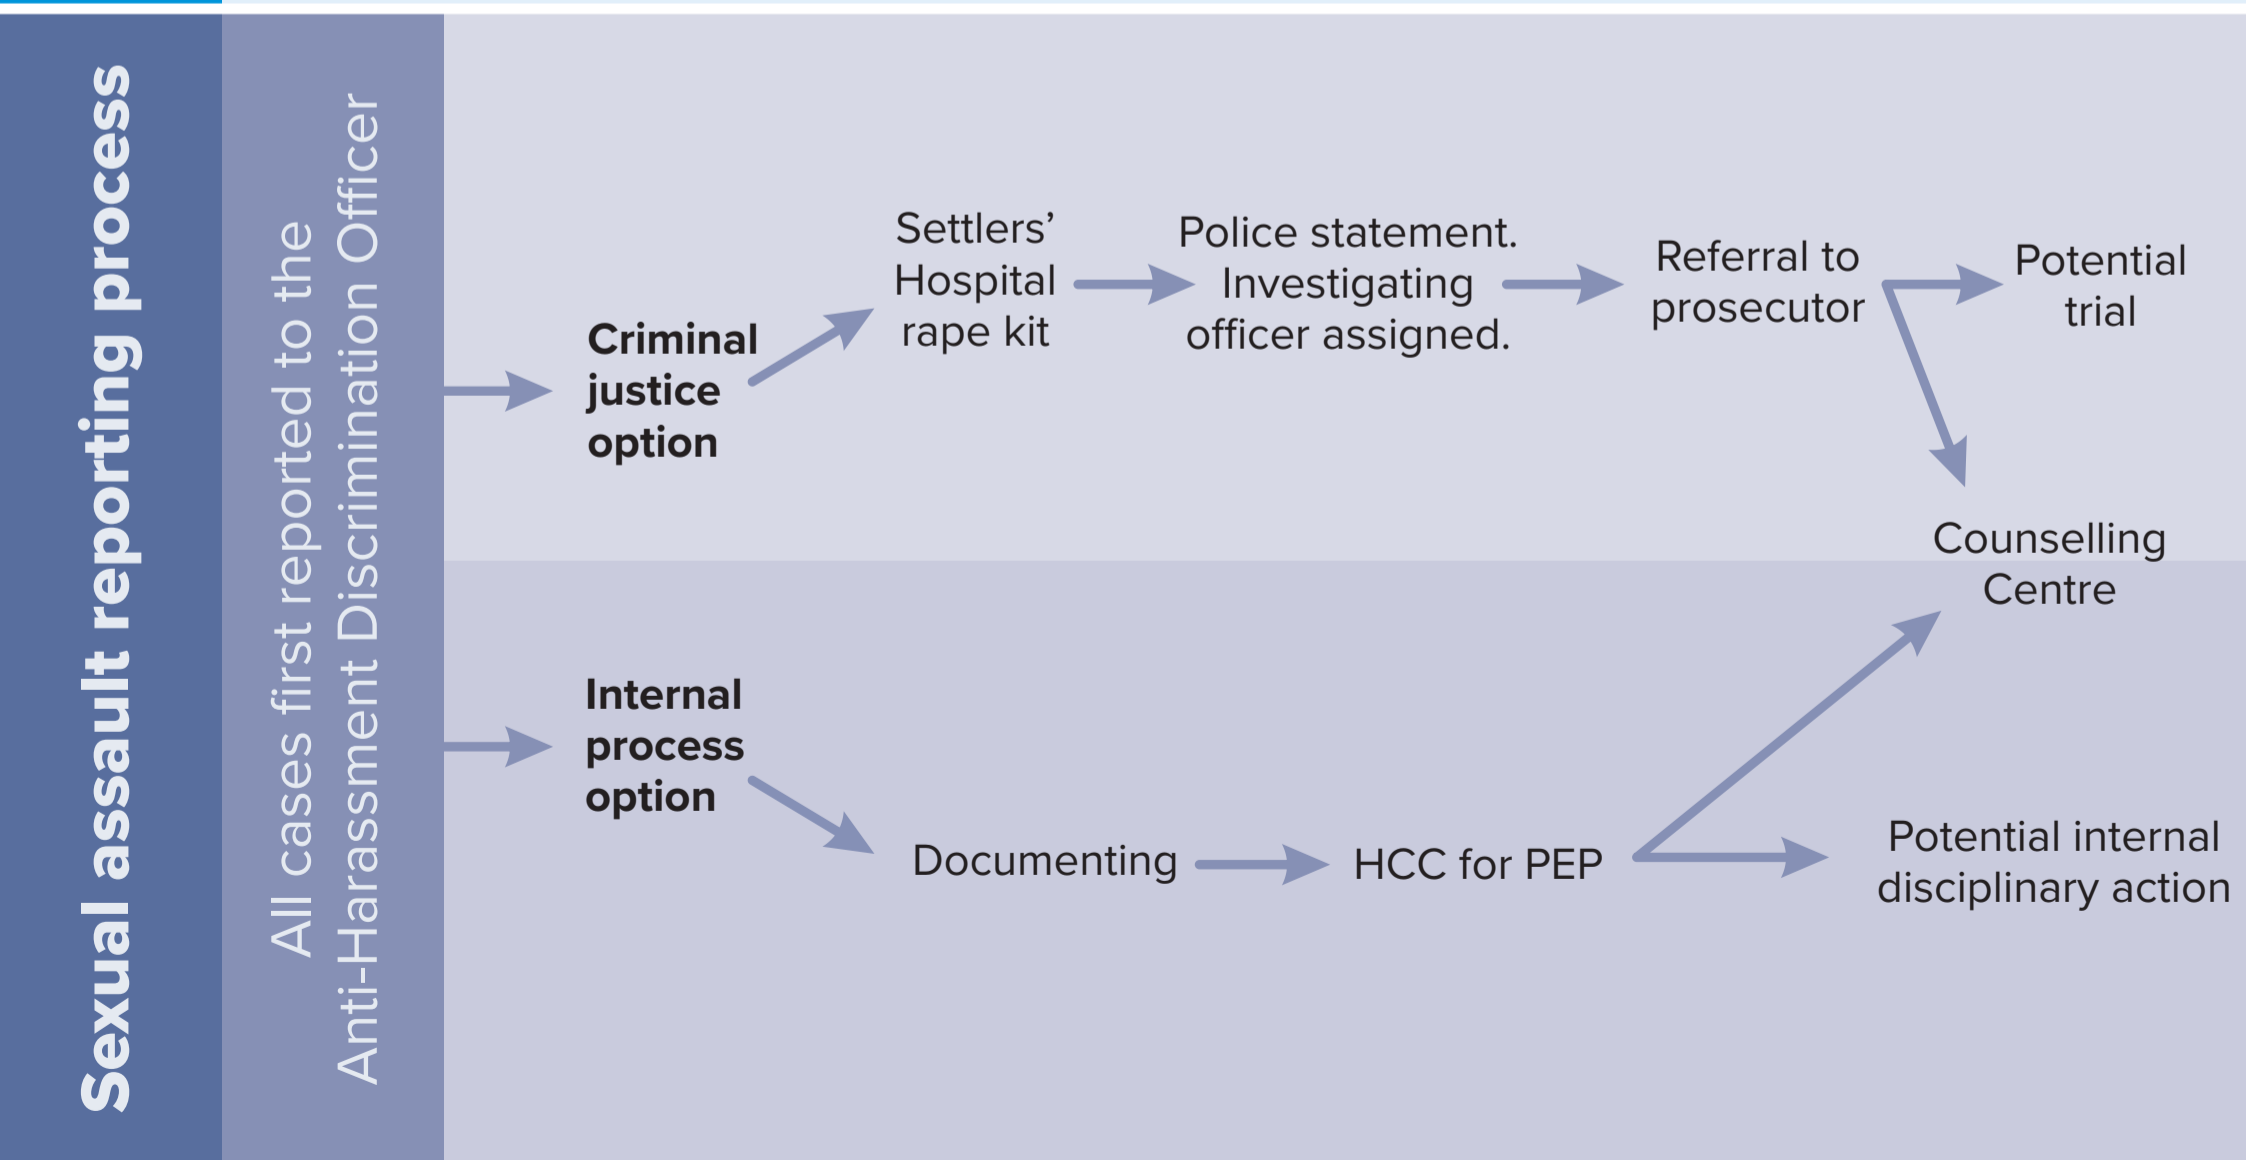 Sexual assault reporting process
All cases first reported to the
Anti-Harassment Discrimination Officer
Criminal
justice
option
Settlers’
Hospital
rape kit
Police statement.
Investigating
officer assigned.
Referral to
prosecutor
Potential
trial
Counselling
Centre
Internal
process
option
Documenting
HCC for PEP
Potential internal
disciplinary action